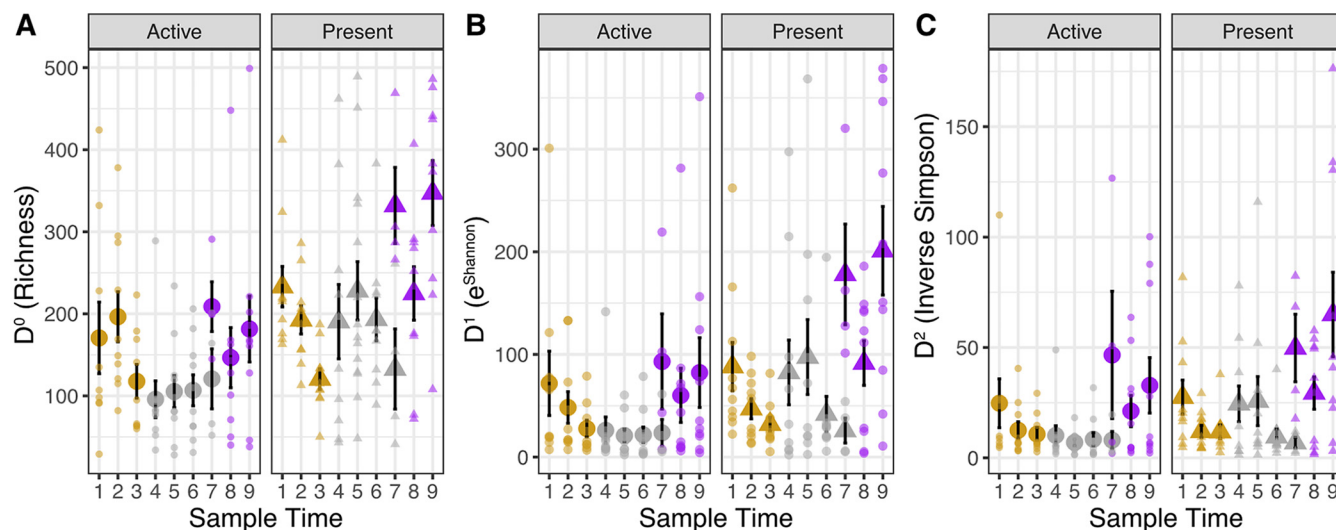 A
Active
Present
D⁰ (Richness)
500
400
300
200
100
1 2 3 4 5 6 7 8 9
1 2 3 4 5 6 7 8 9
Sample Time
B
Active
Present
D¹ (eShannon)
300
200
100
0
1 2 3 4 5 6 7 8 9
1 2 3 4 5 6 7 8 9
Sample Time
C
Active
Present
D² (Inverse Simpson)
150
100
50
0
1 2 3 4 5 6 7 8 9
1 2 3 4 5 6 7 8 9
Sample Time